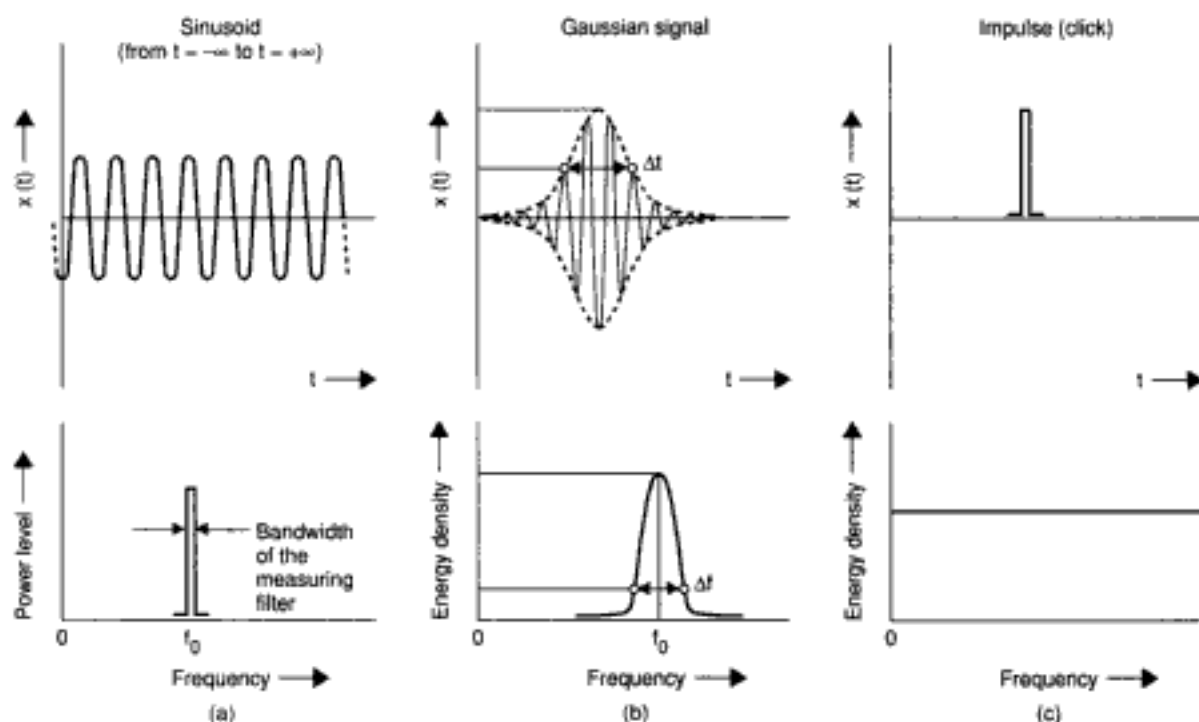 Sinusoid
(from t = -∞ to t = +∞)
x (t)
t
Power level
Bandwidth
of the
measuring
filter
0
f0
Frequency
(a)
Gaussian signal
x (t)
Δt
t
Energy density
Δf
0
f0
Frequency
(b)
Impulse (click)
x (t)
t
Energy density
0
Frequency
(c)